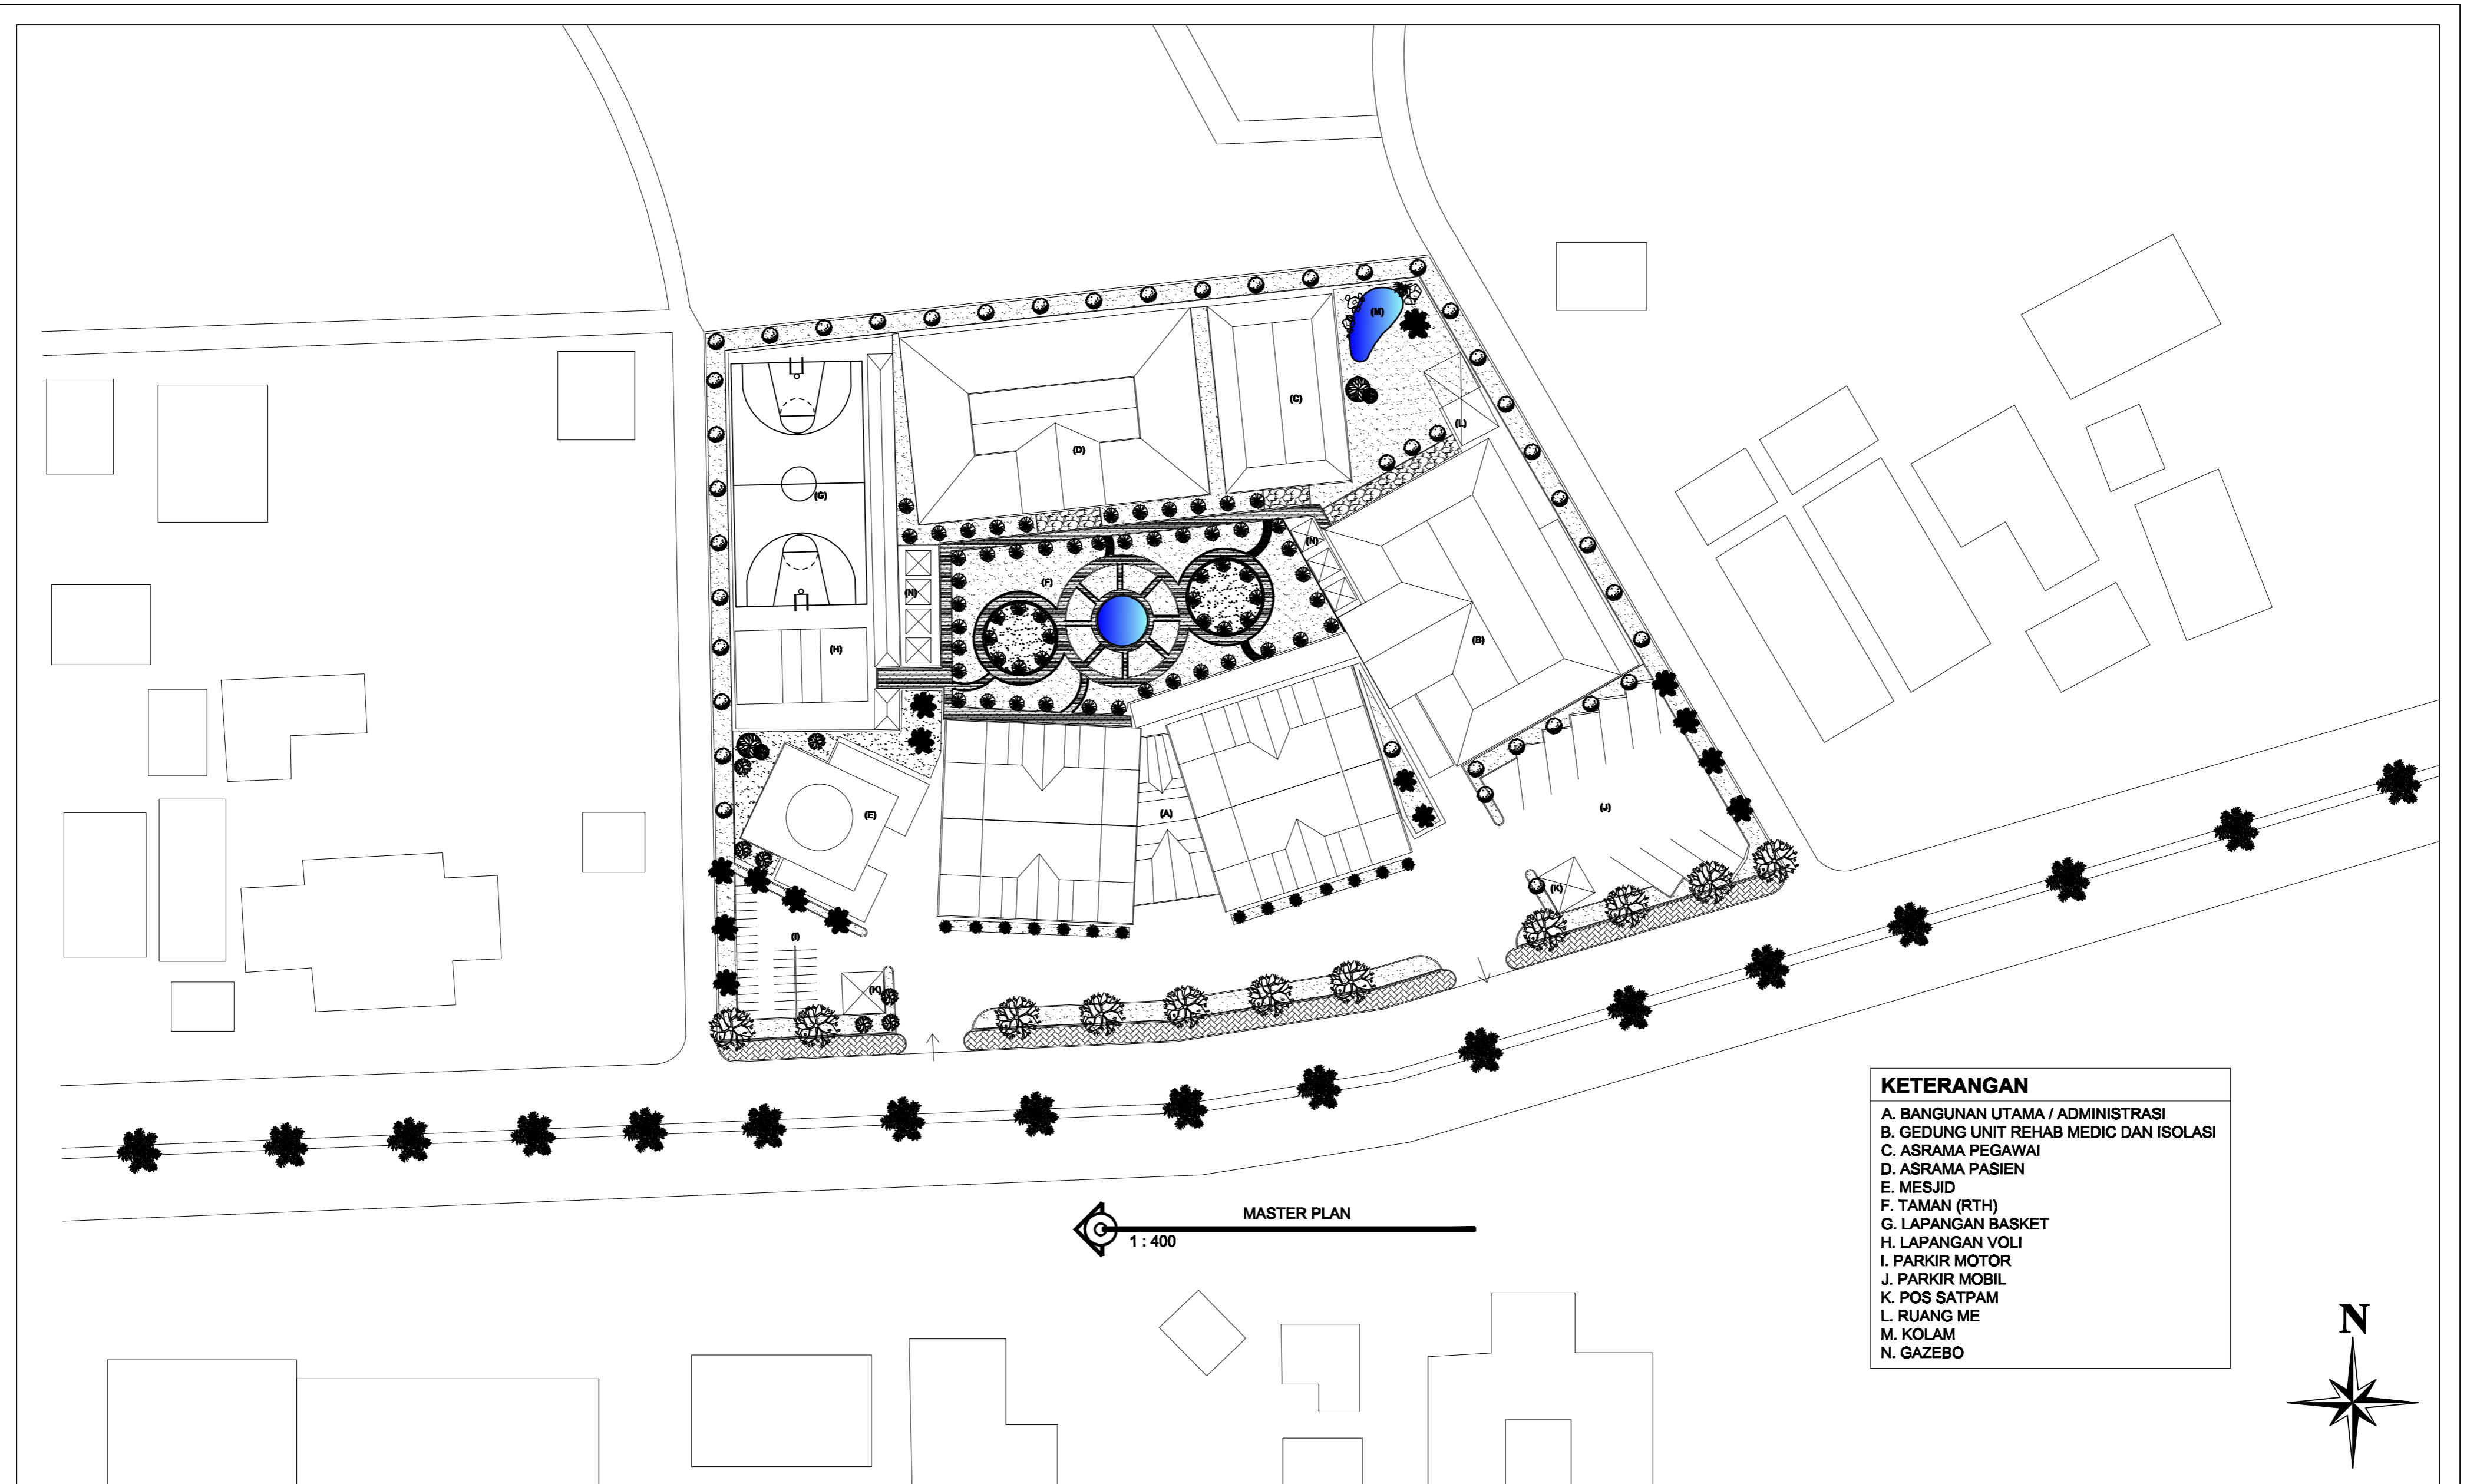 (M)
(C)
(L)
(D)
(G)
(N)
(F)
(N)
(B)
(H)
(J)
(A)
(E)
(K)
(I)
(K)
KETERANGAN
A. BANGUNAN UTAMA / ADMINISTRASI
B. GEDUNG UNIT REHAB MEDIC DAN ISOLASI
C. ASRAMA PEGAWAI
D. ASRAMA PASIEN
E. MESJID
F. TAMAN (RTH)
G. LAPANGAN BASKET
H. LAPANGAN VOLI
I. PARKIR MOTOR
J. PARKIR MOBIL
K. POS SATPAM
L. RUANG ME
M. KOLAM
N. GAZEBO
MASTER PLAN
1 : 400
N